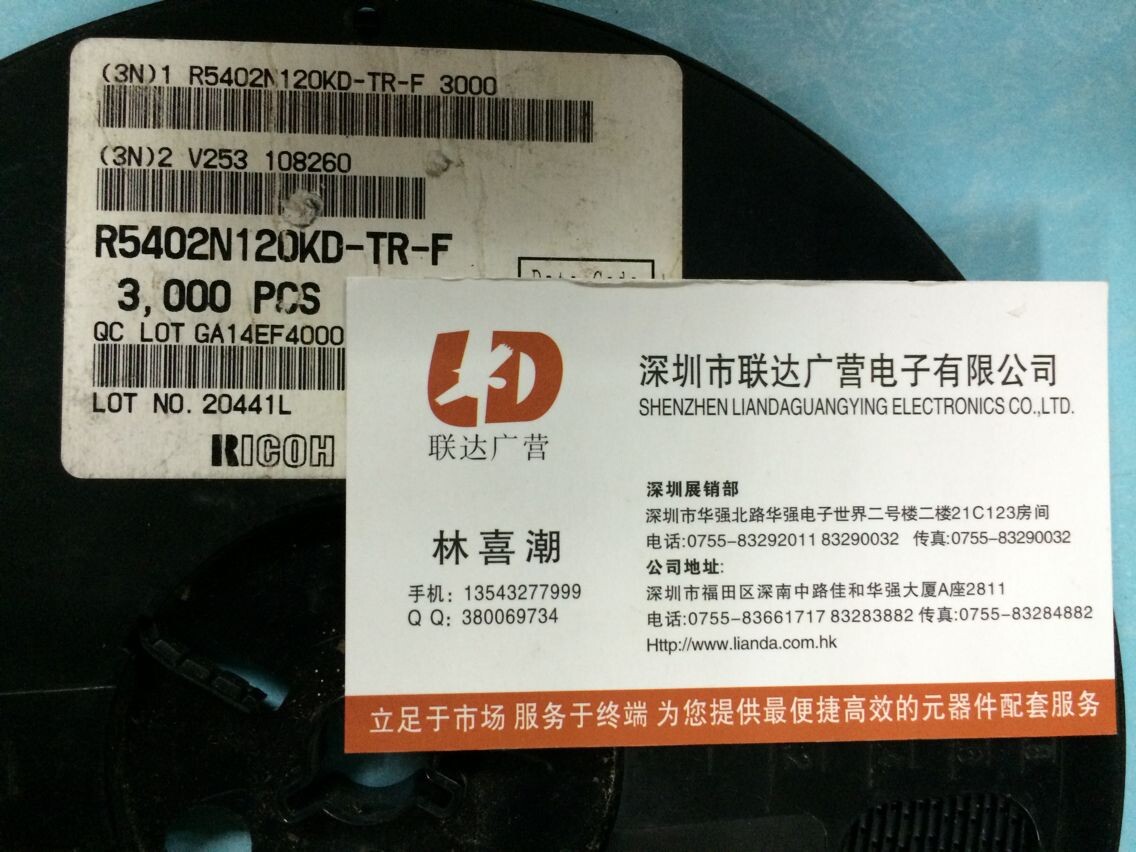 (3N)1 R5402N120KD-TR-F 3000
(3N)2 V253 108260
R5402N120KD-TR-F
3,000 PCS
QC LOT GA14EF4000
LOT NO. 20441L
RICOH
Date Code
LD
联达广营
深圳市联达广营电子有限公司
SHENZHEN LIANDAGUANGYING ELECTRONICS CO.,LTD.
林喜潮
手机：13543277999
Q Q：380069734
深圳展销部
深圳市华强北路华强电子世界二号楼二楼21C123房间
电话:0755-83292011 83290032 传真:0755-83290032
公司地址:
深圳市福田区深南中路佳和华强大厦A座2811
电话:0755-83661717 83283882 传真:0755-83284882
Http://www.lianda.com.hk
立足于市场 服务于终端 为您提供最便捷高效的元器件配套服务